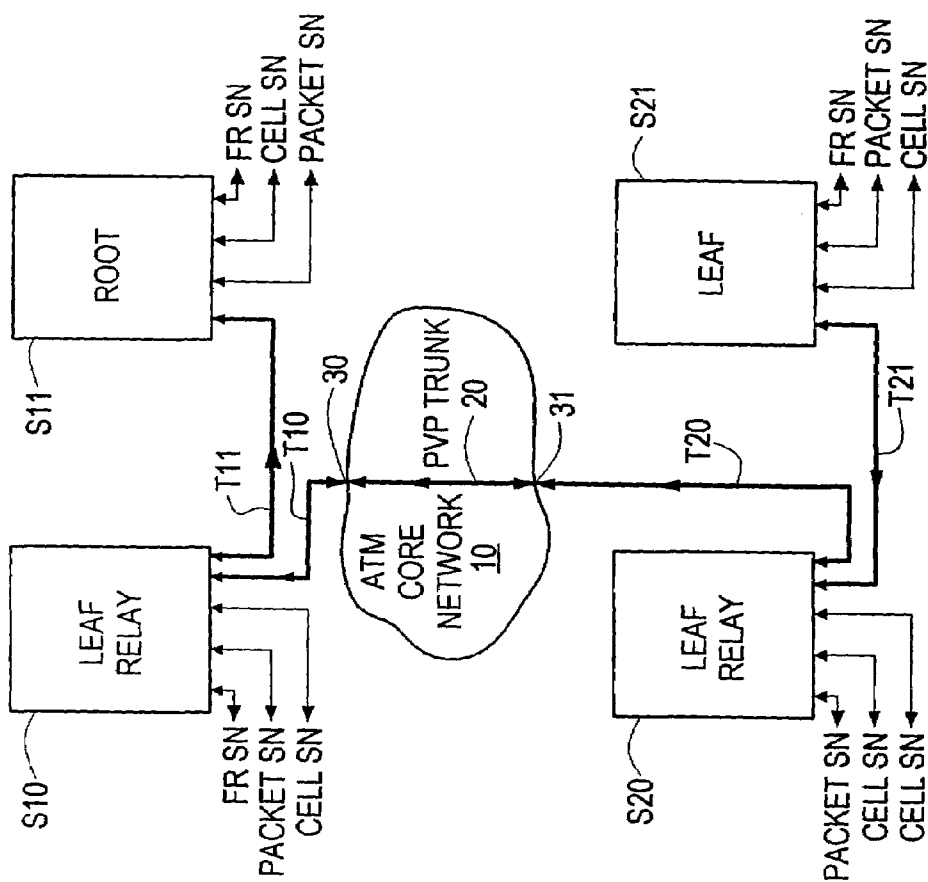 S10
LEAF
RELAY
FR SN
PACKET SN
CELL SN
T11
T10
S11
ROOT
FR SN
CELL SN
PACKET SN
30
ATM
CORE
NETWORK
10
PVP TRUNK
20
31
T20
S20
LEAF
RELAY
PACKET SN
CELL SN
CELL SN
T21
S21
LEAF
FR SN
PACKET SN
CELL SN